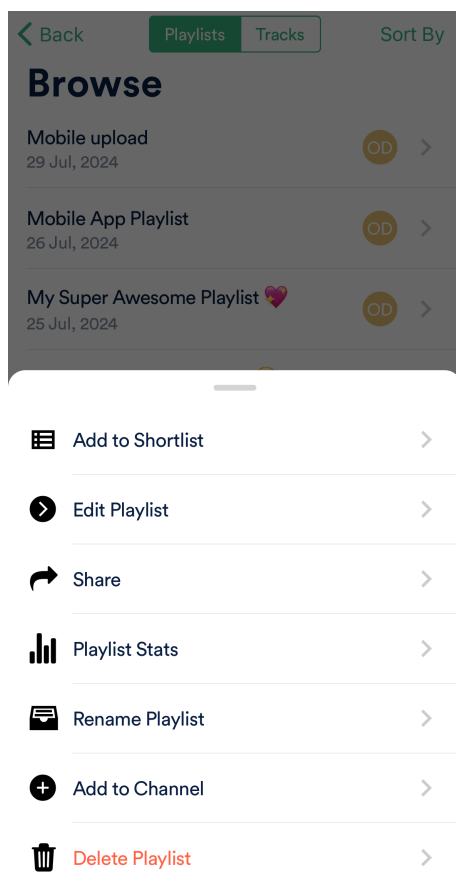 Back
Playlists
Tracks
Sort By
Browse
Mobile upload
OD
29 Jul, 2024
Mobile App Playlist
OD
26 Jul, 2024
My Super Awesome Playlist 💖
OD
25 Jul, 2024
Add to Shortlist
Edit Playlist
Share
Playlist Stats
Rename Playlist
Add to Channel
Delete Playlist